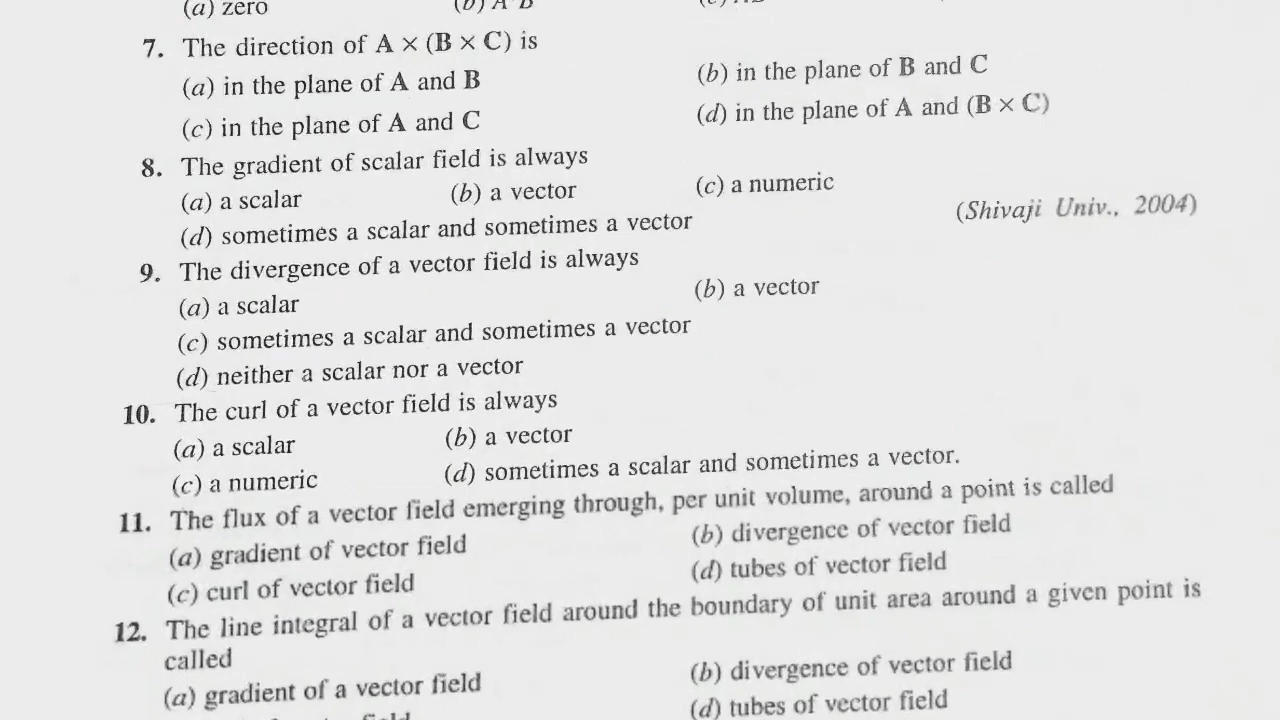 (a) zero
7. The direction of A × (B × C) is
(a) in the plane of A and B (b) in the plane of B and C
(c) in the plane of A and C (d) in the plane of A and (B × C)
8. The gradient of scalar field is always
(a) a scalar (b) a vector (c) a numeric
(d) sometimes a scalar and sometimes a vector (Shivaji Univ., 2004)
9. The divergence of a vector field is always
(a) a scalar (b) a vector
(c) sometimes a scalar and sometimes a vector
(d) neither a scalar nor a vector
10. The curl of a vector field is always
(a) a scalar (b) a vector
(c) a numeric (d) sometimes a scalar and sometimes a vector.
11. The flux of a vector field emerging through, per unit volume, around a point is called
(a) gradient of vector field (b) divergence of vector field
(c) curl of vector field (d) tubes of vector field
12. The line integral of a vector field around the boundary of unit area around a given point is
called
(a) gradient of a vector field (b) divergence of vector field
(d) tubes of vector field